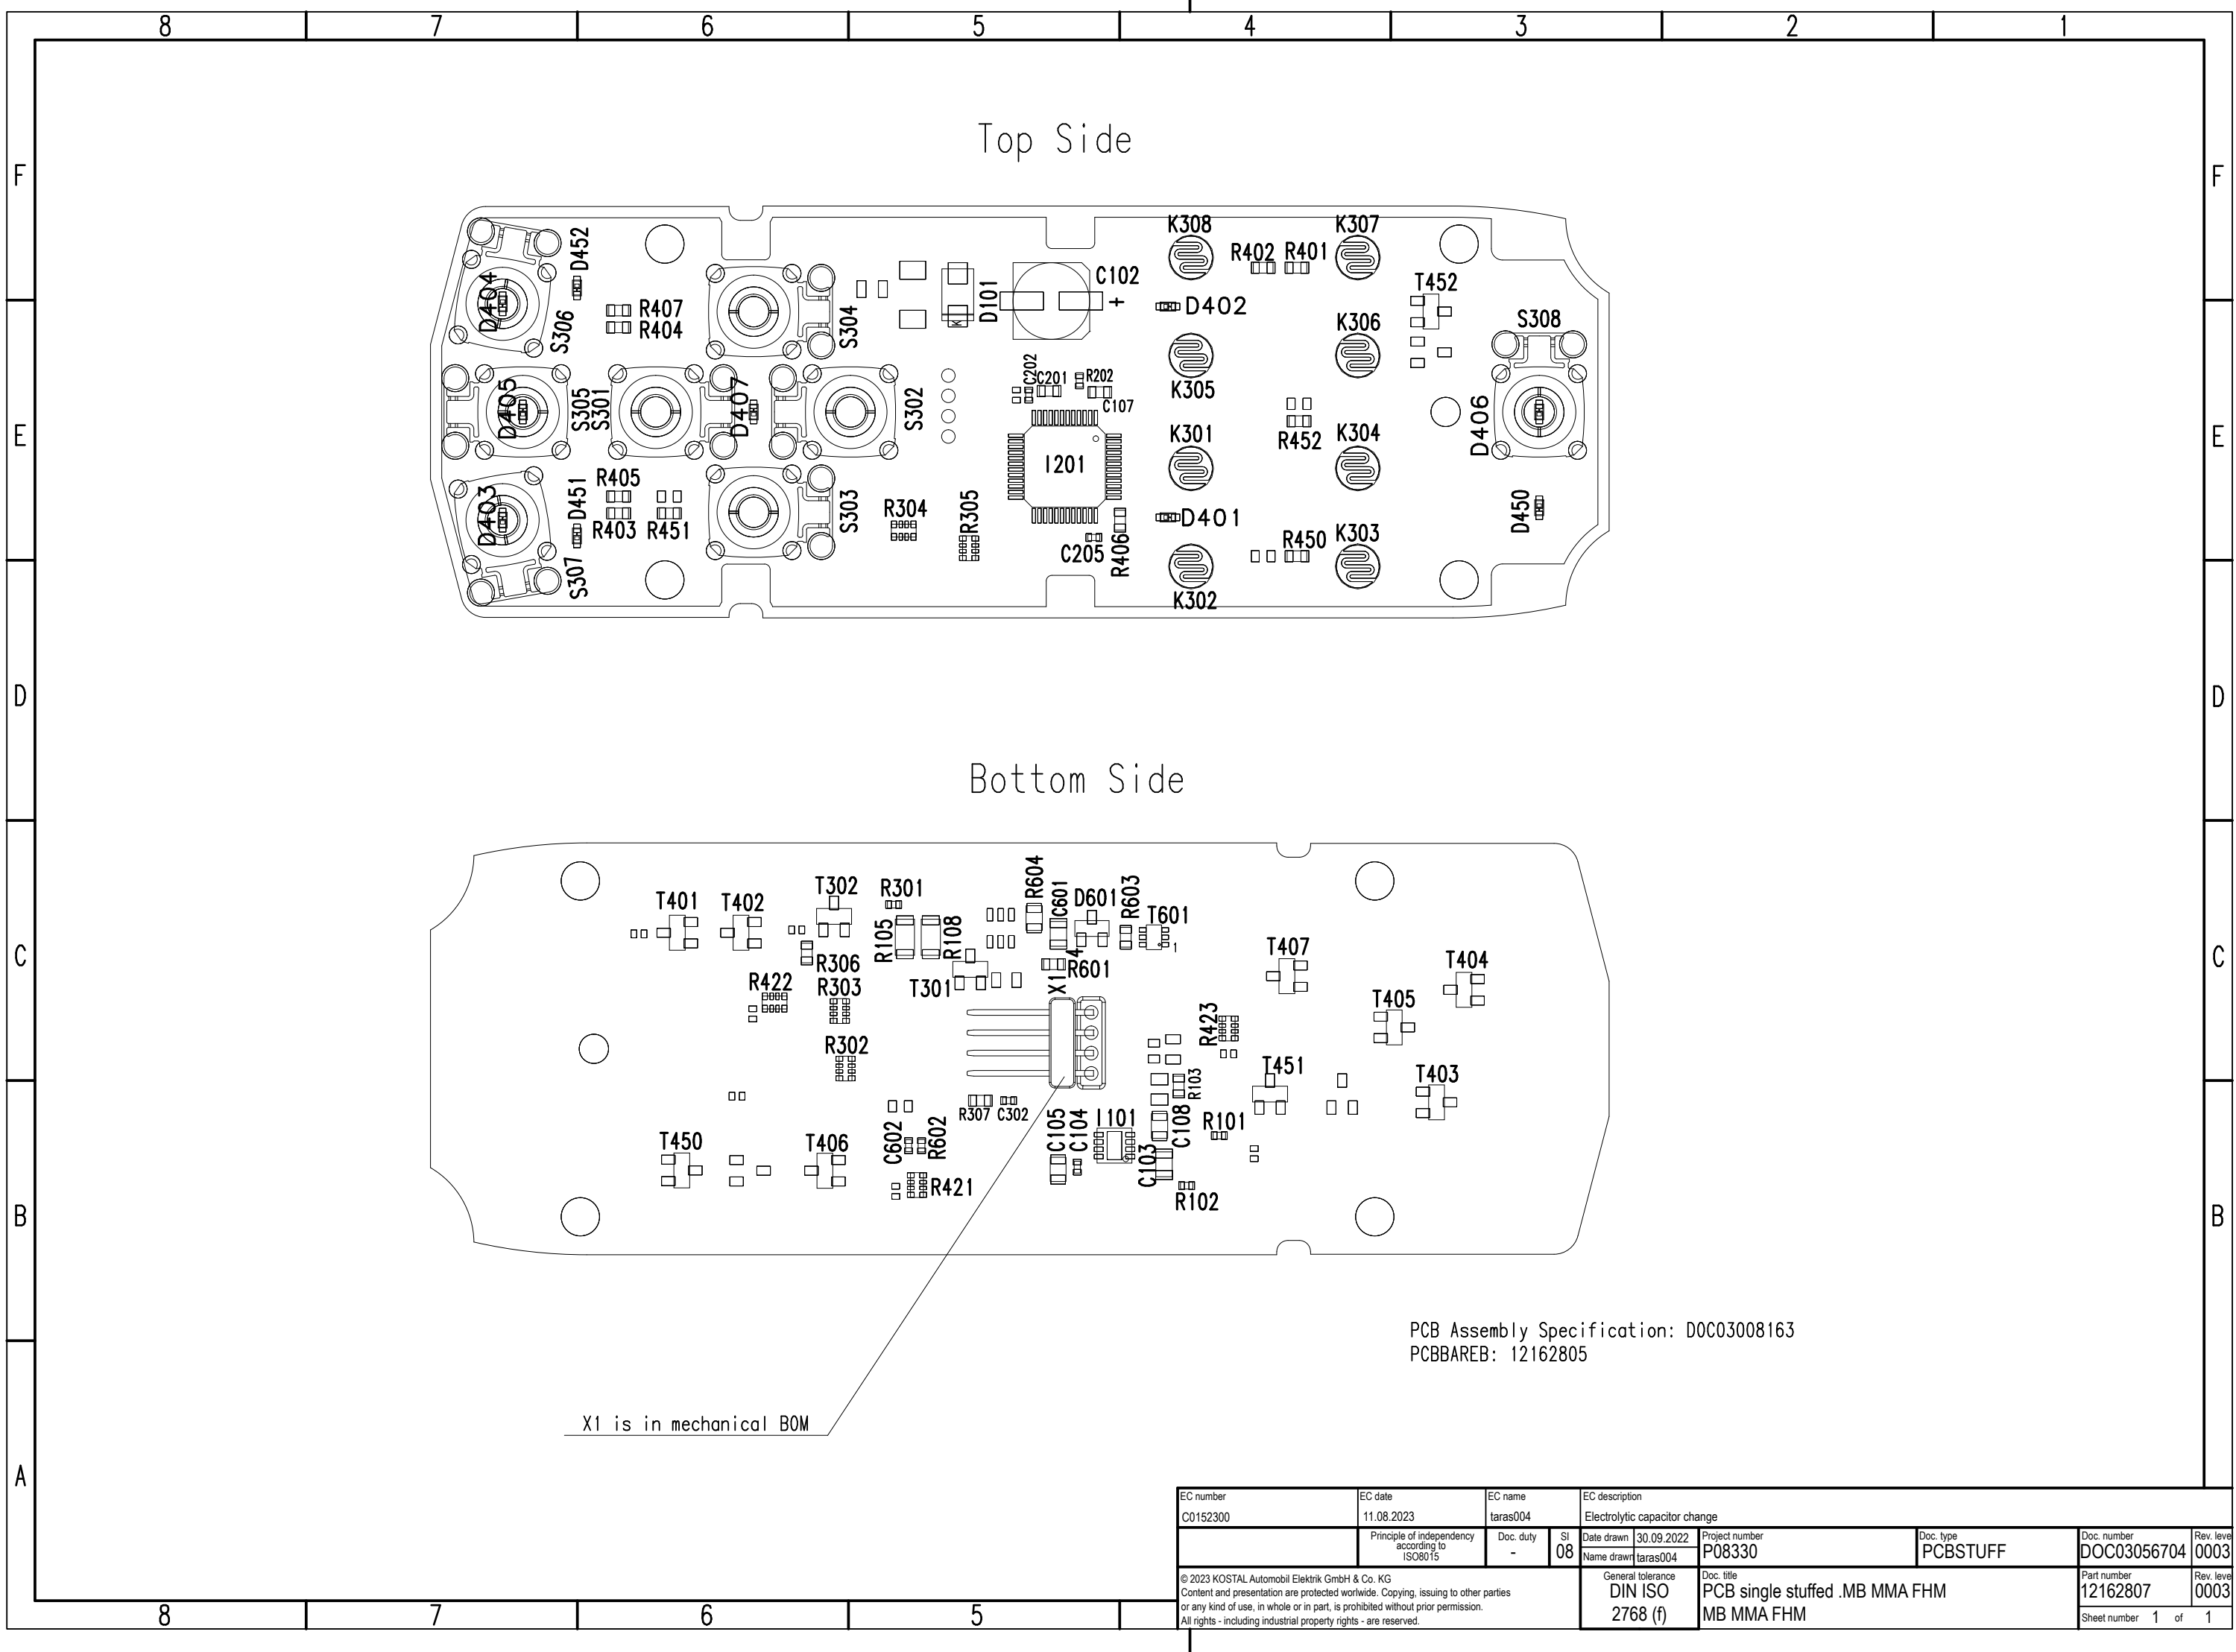 8 7 6 5 4 3 2 1
F F
E E
D D
C C
B B
A
Top Side
K308 K307
D452 R402 R401
C102 T452
D404 D101 + D402
R407
R404
S306 S304 K306 S308
K
C202 C201 R202 K305
C107
D405 S305 S301 D407 S302 D406
K301 R452 K304
I201
R405
D403 D451 R304 R305 D450
R403 R451 S303 D401
R450 K303
C205 R406
S307 K302
Bottom Side
T401 T402 T302 R301 R604 C601 D601 R603 T601
1
R105 R108 T407
R306 4 R601 T404
R422 R303 T301 X1
T405
R423
R302
T451 T403
R103
R307 C302
C105 C104 I101 C108 R101
T450 T406 C602 R602
C103
R421 R102
PCB Assembly Specification: DOC03008163
PCBBAREB: 12162805
X1 is in mechanical BOM
EC number EC date EC name EC description
C0152300 11.08.2023 taras004 Electrolytic capacitor change
Principle of independency
according to
ISO8015
Doc. duty
-
SI
08
Date drawn 30.09.2022
Name drawn taras004
Project number
P08330
Doc. type
PCBSTUFF
Doc. number
DOC03056704
Rev. leve
0003
© 2023 KOSTAL Automobil Elektrik GmbH & Co. KG
Content and presentation are protected worlwide. Copying, issuing to other parties
or any kind of use, in whole or in part, is prohibited without prior permission.
All rights - including industrial property rights - are reserved.
General tolerance
DIN ISO
2768 (f)
Doc. title
PCB single stuffed .MB MMA FHM
MB MMA FHM
Part number
12162807
Rev. leve
0003
Sheet number 1 of 1
8 7 6 5